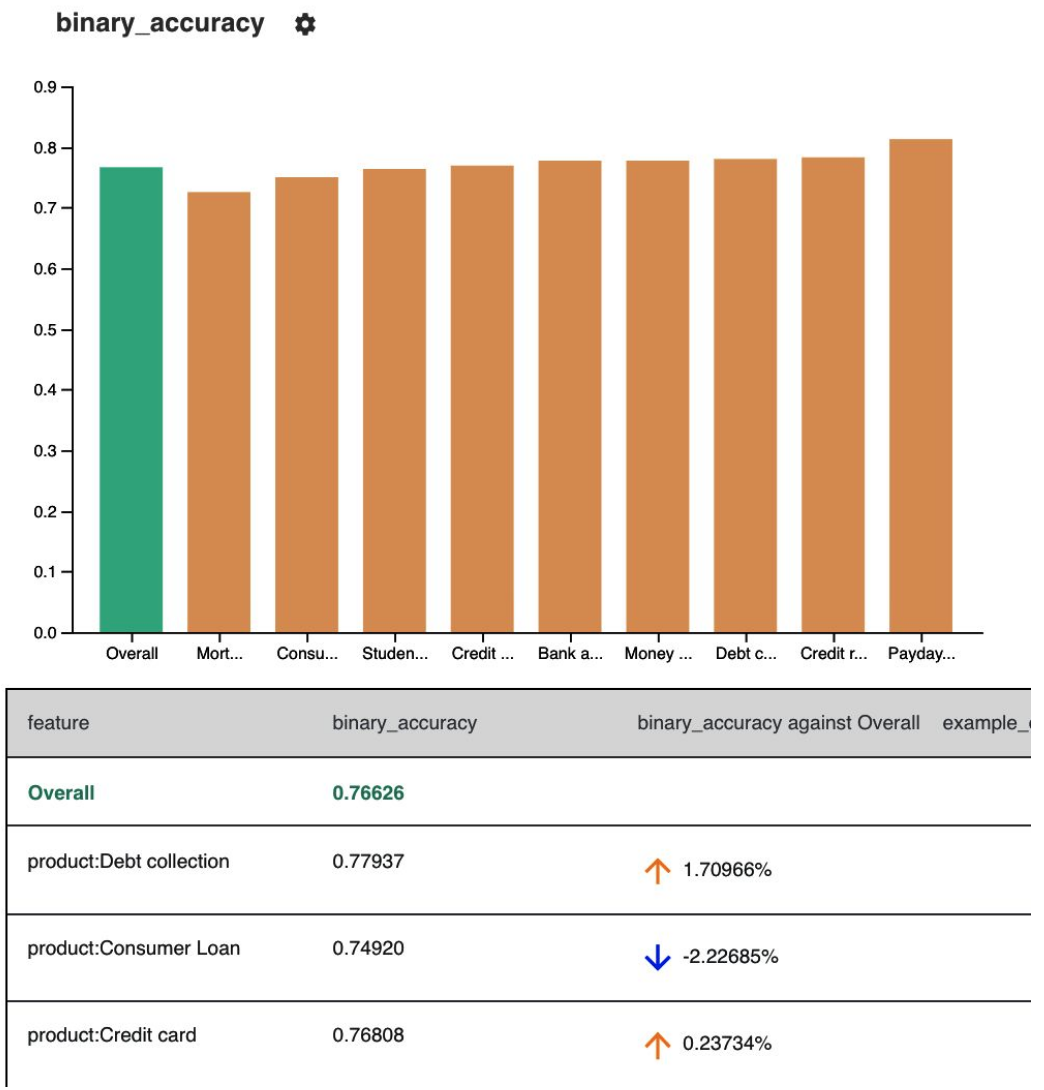 binary_accuracy
0.9
0.8
0.7
0.6
0.5
0.4
0.3
0.2
0.1
0.0
Overall Mort... Consu... Studen... Credit ... Bank a... Money ... Debt c... Credit r... Payday...
feature binary_accuracy binary_accuracy against Overall example_
Overall 0.76626
product:Debt collection 0.77937 1.70966%
product:Consumer Loan 0.74920 -2.22685%
product:Credit card 0.76808 0.23734%